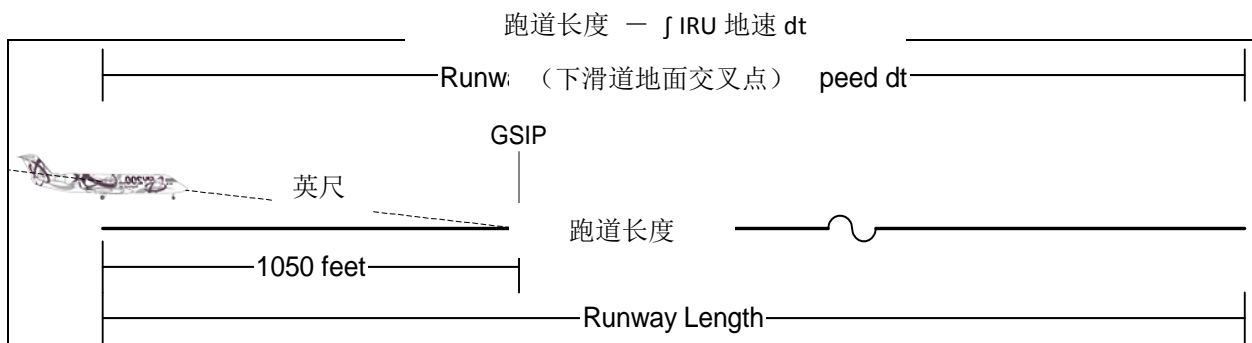 跑道长度 — ∫ IRU 地速 dt
（下滑道地面交叉点） peed dt
GSIP
英尺
跑道长度
1050 feet
Runway Length